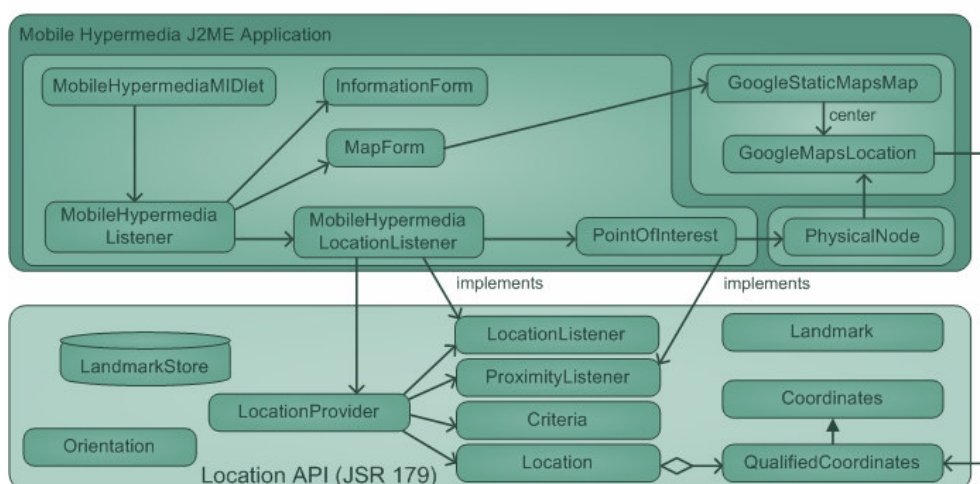 Mobile Hypermedia J2ME Application
MobileHypermediaMIDlet
InformationForm
GoogleStaticMapsMap
center
MapForm
GoogleMapsLocation
MobileHypermedia
Listener
MobileHypermedia
LocationListener
PointOfInterest
PhysicalNode
implements
implements
LocationListener
Landmark
LandmarkStore
ProximityListener
Coordinates
LocationProvider
Criteria
Orientation
Location
QualifiedCoordinates
Location API (JSR 179)